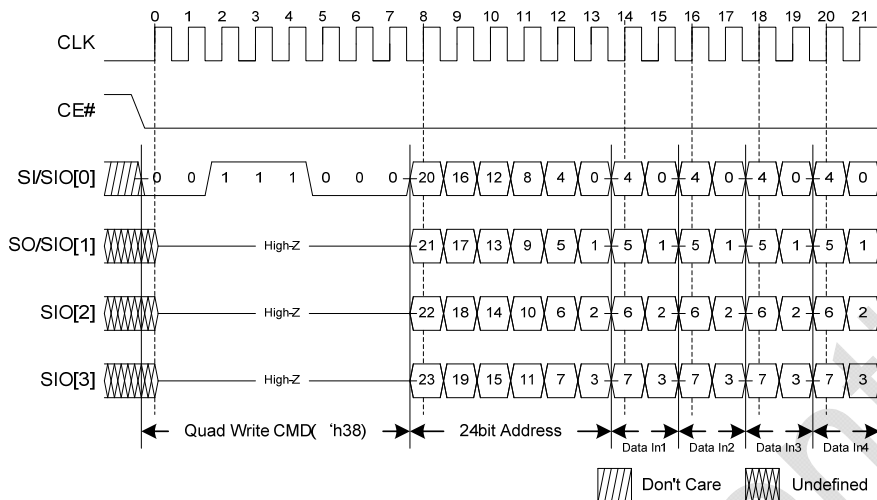 0 1 2 3 4 5 6 7 8 9 10 11 12 13 14 15 16 17 18 19 20 21
CLK
CE#
SI/SIO[0] 0 0 1 1 1 0 0 0 20 16 12 8 4 0 4 0 4 0 4 0 4 0
SO/SIO[1] High-Z 21 17 13 9 5 1 5 1 5 1 5 1 5 1
SIO[2] High-Z 22 18 14 10 6 2 6 2 6 2 6 2 6 2
SIO[3] High-Z 23 19 15 11 7 3 7 3 7 3 7 3 7 3
Quad Write CMD( ‘h38) 24bit Address Data In1 Data In2 Data In3 Data In4
Don't Care Undefined